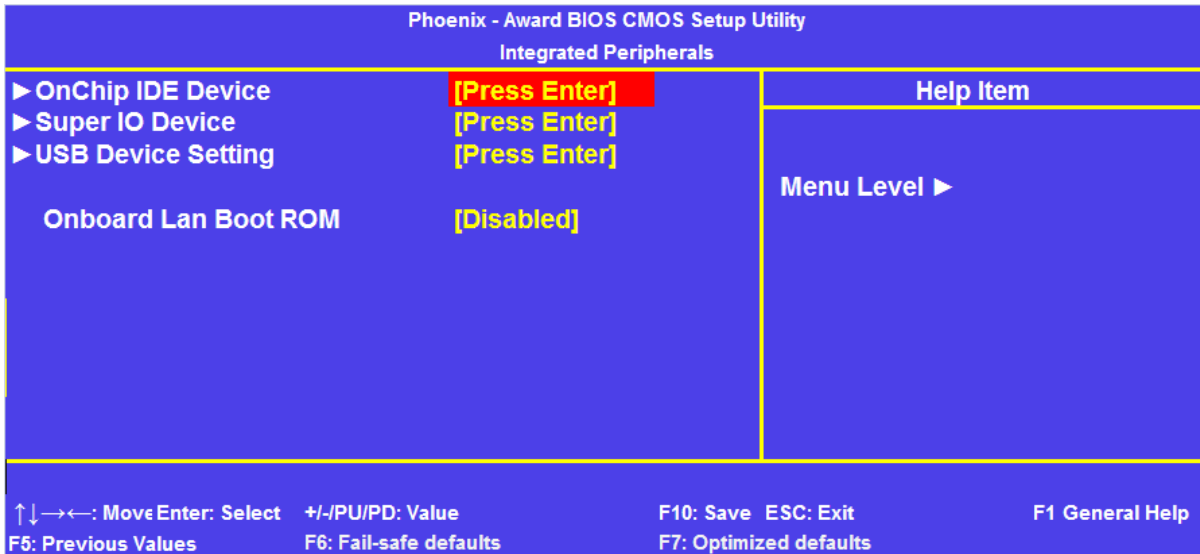 Phoenix - Award BIOS CMOS Setup Utility
Integrated Peripherals
►OnChip IDE Device [Press Enter]
►Super IO Device [Press Enter]
►USB Device Setting [Press Enter]
Onboard Lan Boot ROM [Disabled]
Help Item
Menu Level ►
↑↓→←: Move Enter: Select +/-/PU/PD: Value F10: Save ESC: Exit F1 General Help
F5: Previous Values F6: Fail-safe defaults F7: Optimized defaults